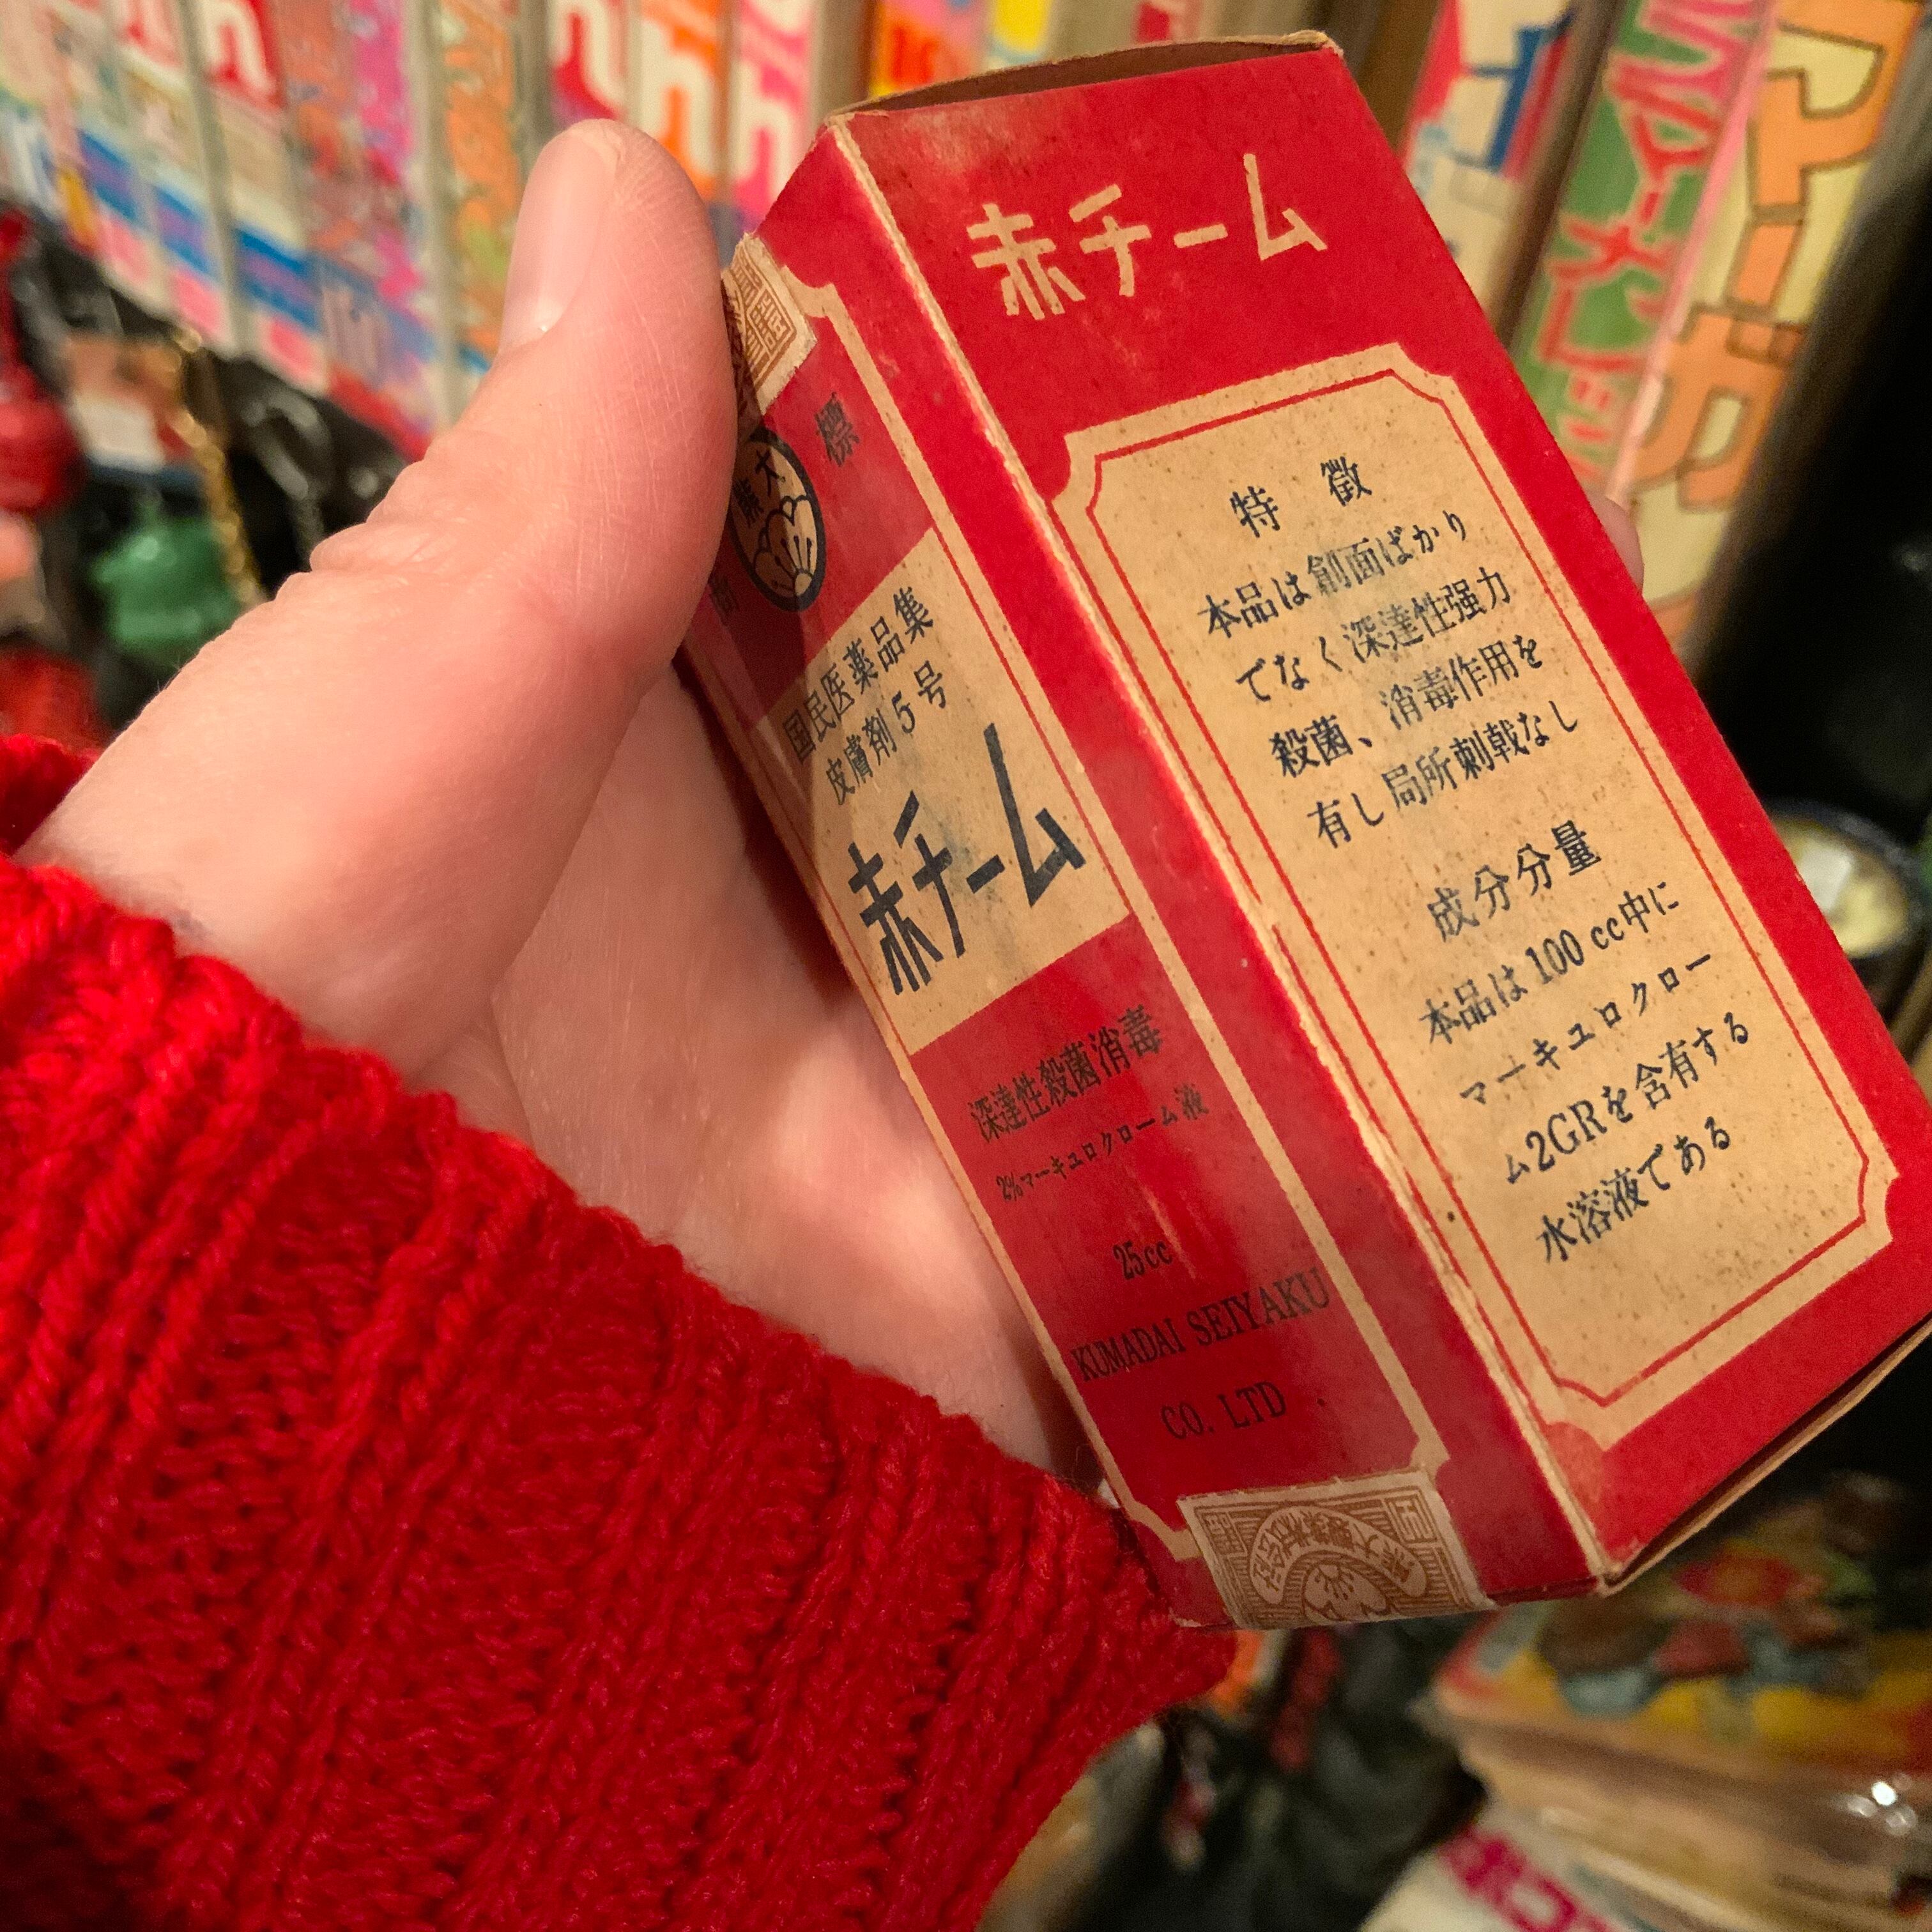 赤チーム
特徴
本品は創面ばかり
でなく深達性强力
殺菌、消毒作用を
有し局所刺戟なし
成分分量
本品は100cc中に
マーキュロクロー
ム2GRを含有する
水溶液である
標
大
熊
国民医薬品集
皮膚剤5号
赤チーム
深達性殺菌消毒
2%マーキュロクローム液
25cc
KUMADAI SEIYAKU
CO. LTD